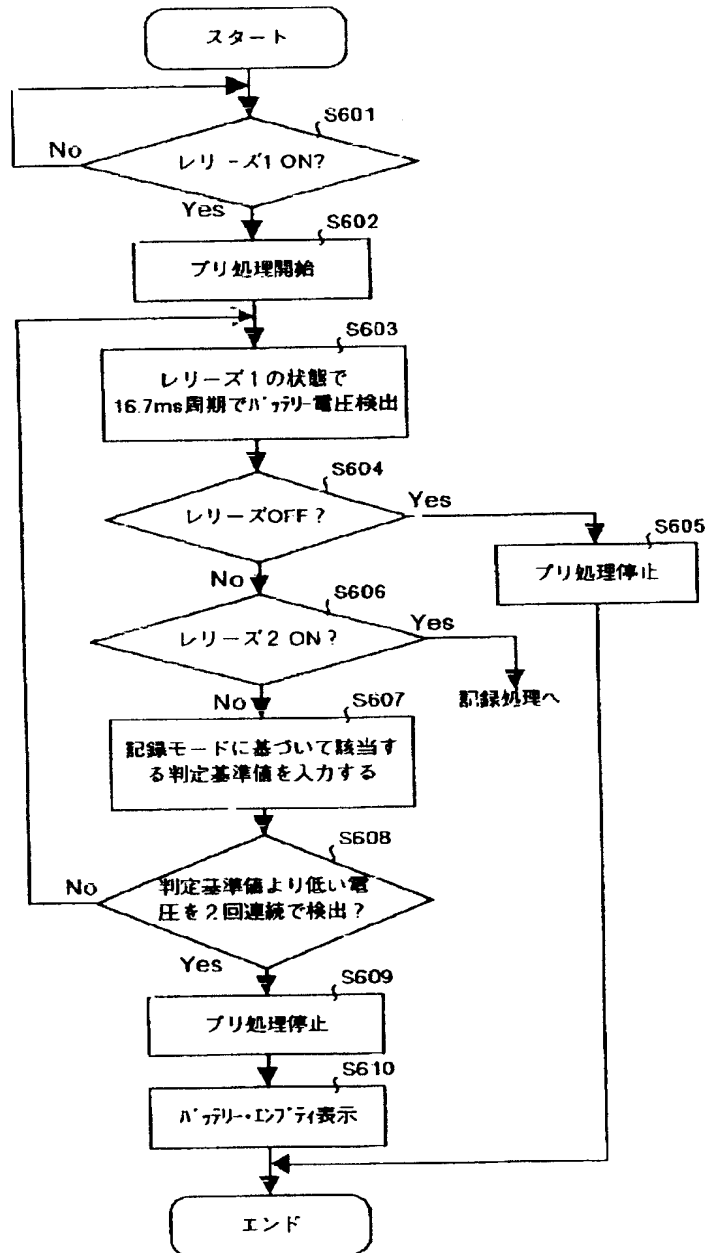 スタート
S601
No
レリーズ1 ON?
Yes
S602
プリ処理開始
S603
レリーズ1の状態で
16.7ms周期でバッテリー電圧検出
S604
レリーズOFF?
Yes
S605
プリ処理停止
No
S606
レリーズ2 ON?
Yes
記録処理へ
No
S607
記録モードに基づいて該当す
る判定基準値を入力する
S608
No
判定基準値より低い電
圧を2回連続で検出?
Yes
S609
プリ処理停止
S610
バッテリー・エンプティ表示
エンド